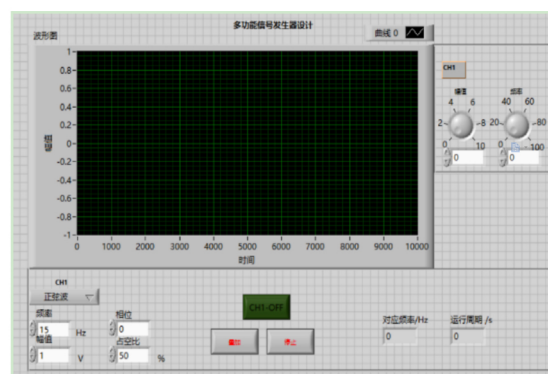 多功能信号发生器设计
波形图
曲线 0
幅值
1
0.8
0.6
0.4
0.2
0
-0.2
-0.4
-0.6
-0.8
-1
0 1000 2000 3000 4000 5000 6000 7000 8000 9000 10000
时间
CH1
幅值 频率
4 6 40 60
2 8 20 80
0 10 0 100
0 0
CH1
正弦波
频率 相位
15 Hz 0
幅值 占空比
1 V 50 %
CH1-OFF
叠加 停止
对应频率/Hz 运行周期 /s
0 0